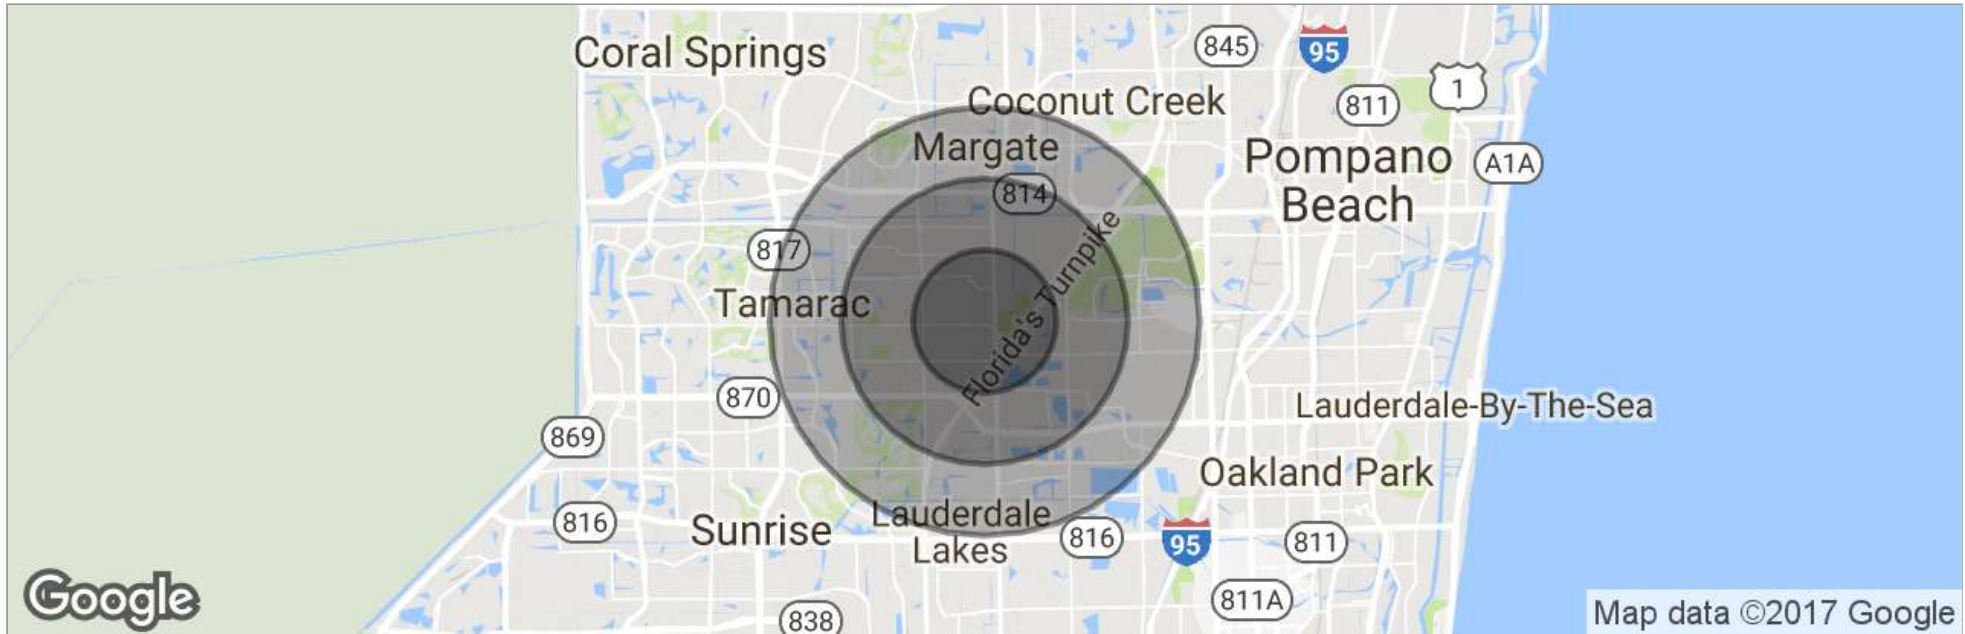 Coral Springs
845
95
1
811
Coconut Creek
Margate
Pompano
Beach
A1A
814
817
Florida's Turnpike
Tamarac
870
Lauderdale-By-The-Sea
869
Oakland Park
816
Sunrise
Lauderdale
Lakes
816
95
811
811A
838
Google
Map data ©2017 Google